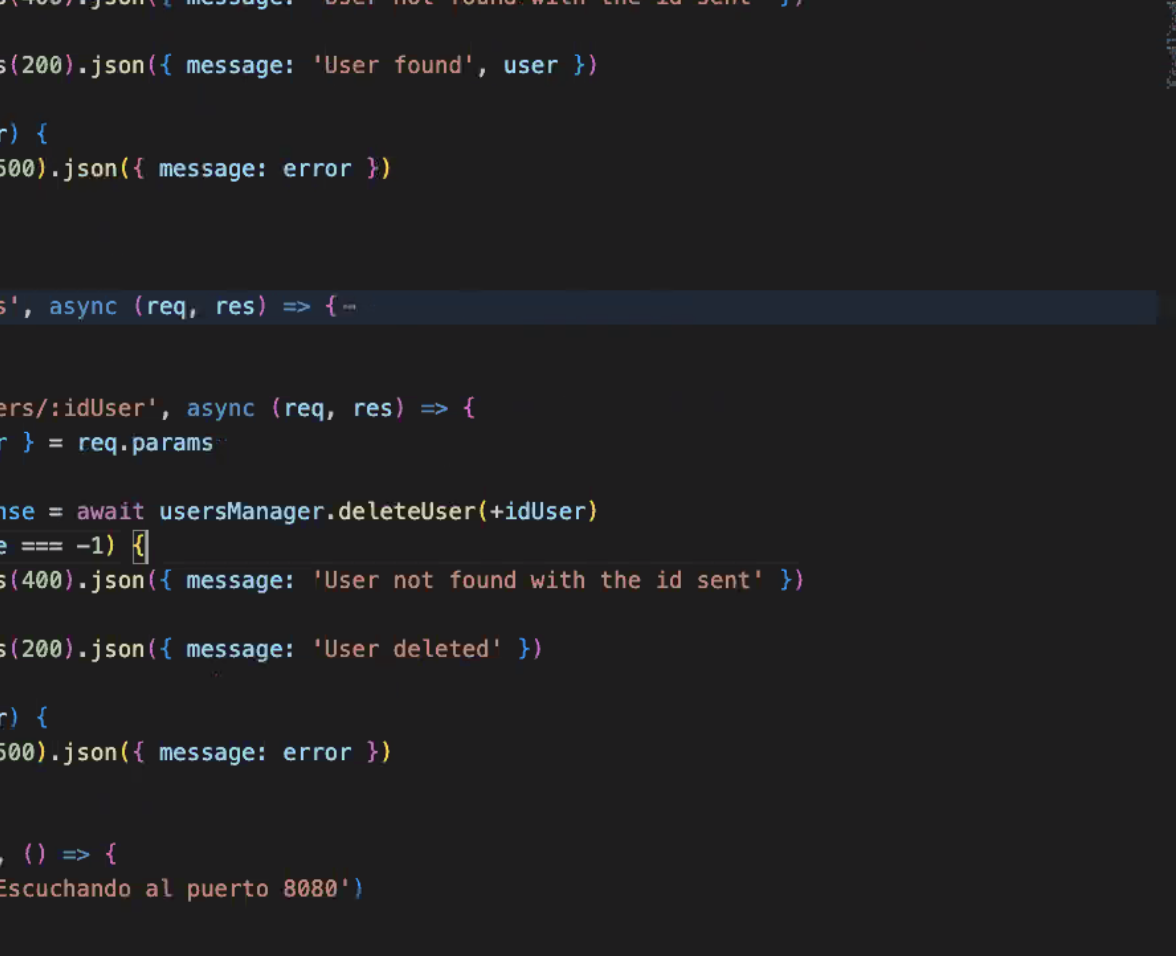 s(400).json({ message: 'User not found with the id sent' })
s(200).json({ message: 'User found', user })
r) {
500).json({ message: error })
s', async (req, res) => {
ers/:idUser', async (req, res) => {
r } = req.params
nse = await usersManager.deleteUser(+idUser)
e === -1) {
s(400).json({ message: 'User not found with the id sent' })
s(200).json({ message: 'User deleted' })
r) {
500).json({ message: error })
, () => {
Escuchando al puerto 8080')